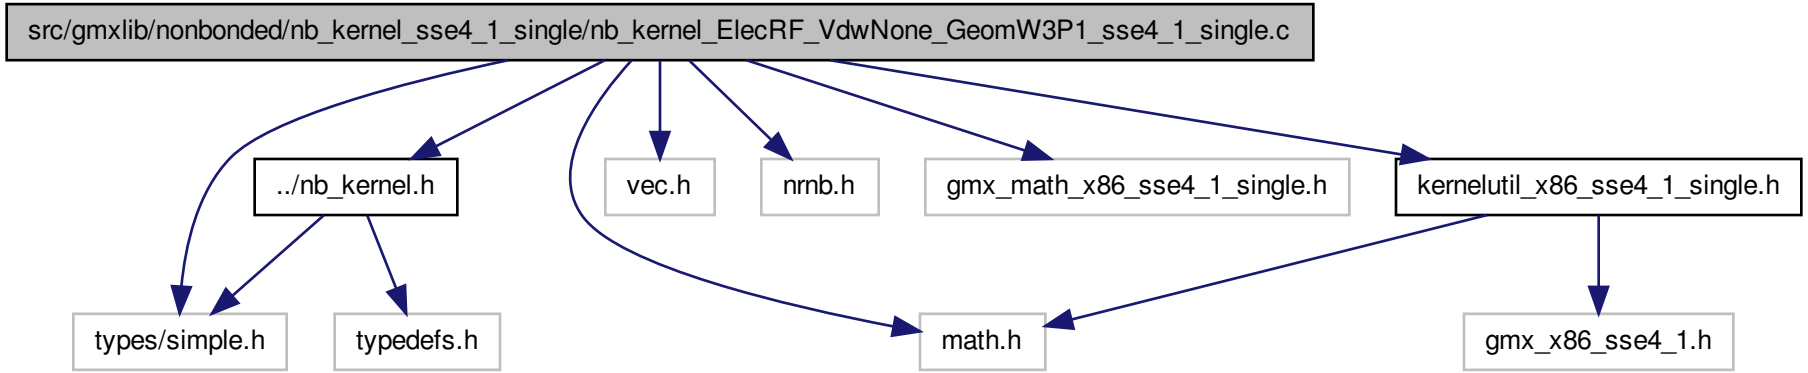 src/gmxlib/nonbonded/nb_kernel_sse4_1_single/nb_kernel_ElecRF_VdwNone_GeomW3P1_sse4_1_single.c
../nb_kernel.h
vec.h
nrnb.h
gmx_math_x86_sse4_1_single.h
kernelutil_x86_sse4_1_single.h
types/simple.h
typedefs.h
math.h
gmx_x86_sse4_1.h